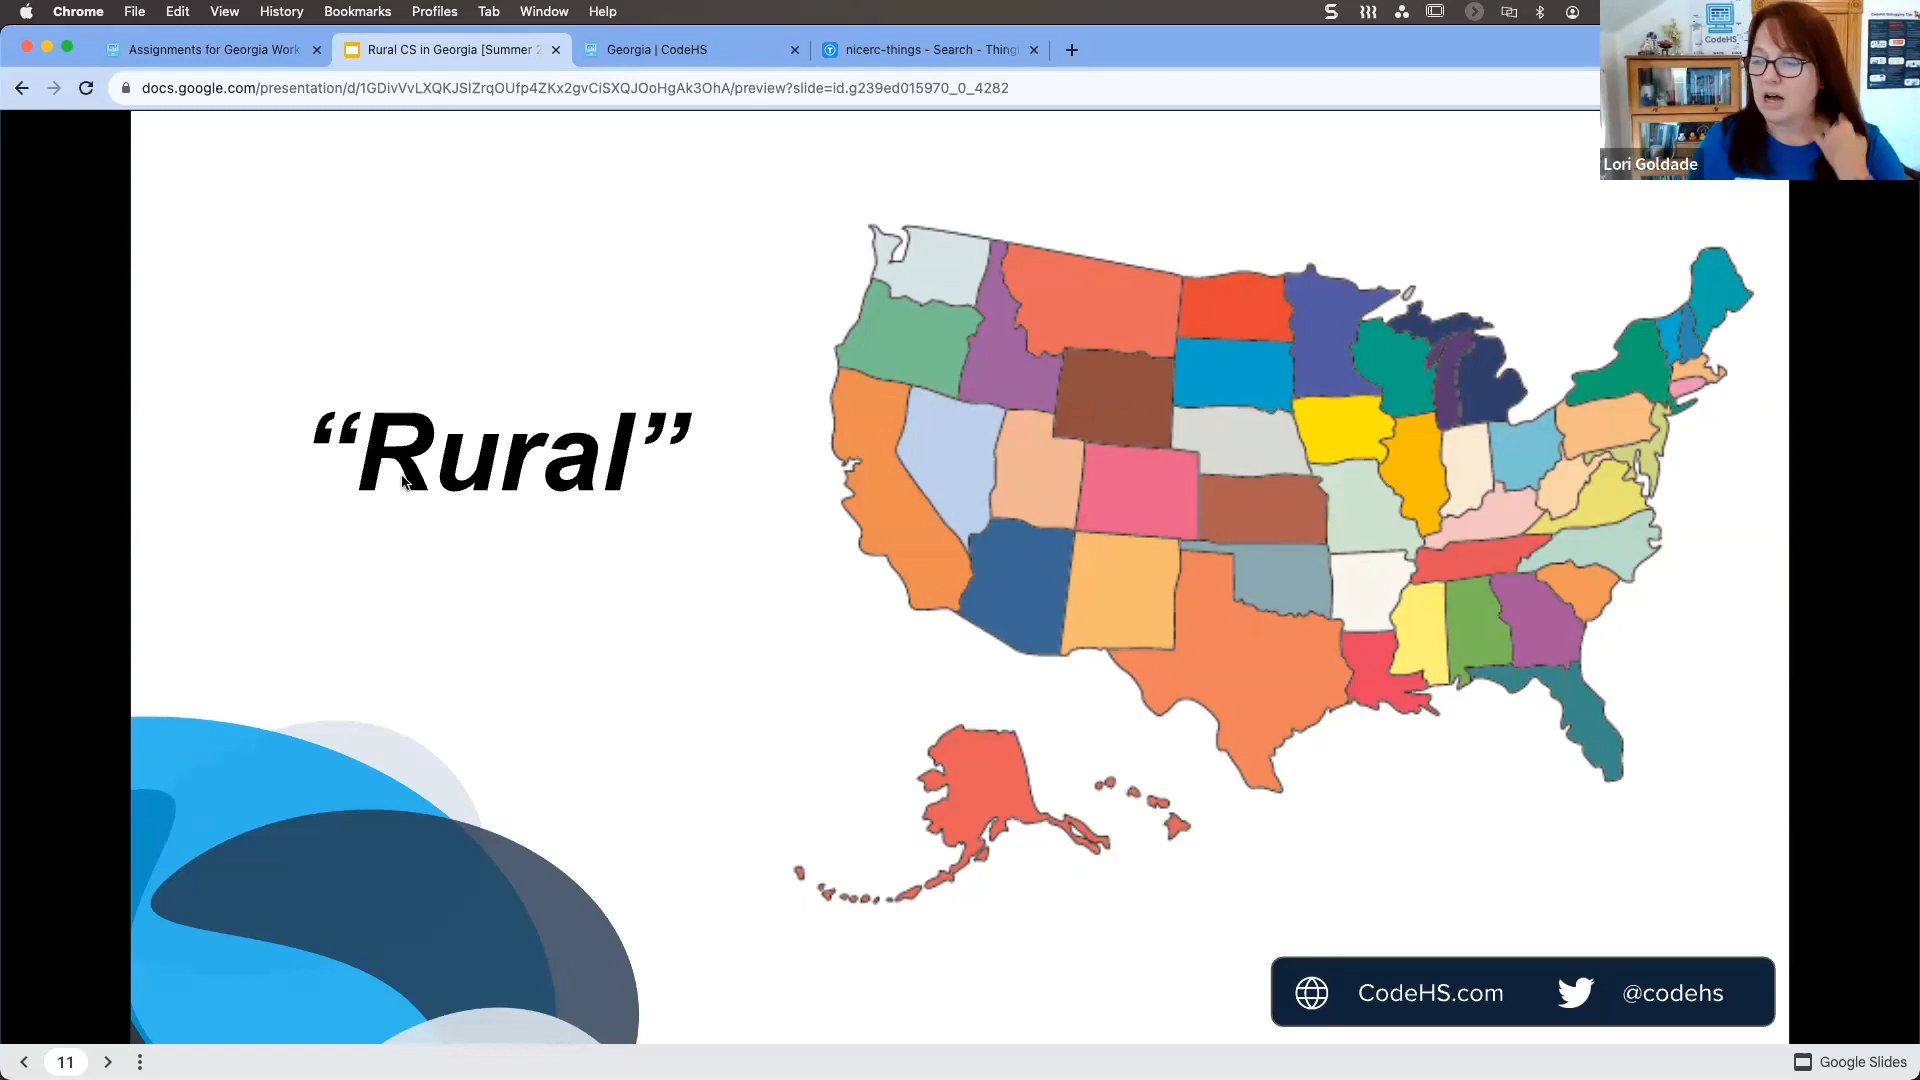 Chrome File Edit View History Bookmarks Profiles Tab Window Help
Assignments for Georgia Work
Rural CS in Georgia [Summer 2
Georgia | CodeHS
nicerc-things - Search - Thing
docs.google.com/presentation/d/1GDivVvLXQKJSlZrqOUfp4ZKx2gvCiSXQJOoHgAk3OhA/preview?slide=id.g239ed015970_0_4282
CodeHS
Lori Goldade
“Rural”
CodeHS.com @codehs
11
Google Slides